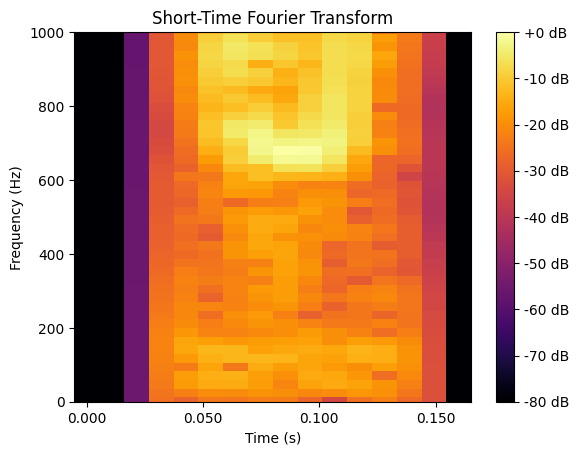 Short-Time Fourier Transform
1000
800
600
400
200
0
Frequency (Hz)
0.000
0.050
0.100
0.150
Time (s)
+0 dB
-10 dB
-20 dB
-30 dB
-40 dB
-50 dB
-60 dB
-70 dB
-80 dB